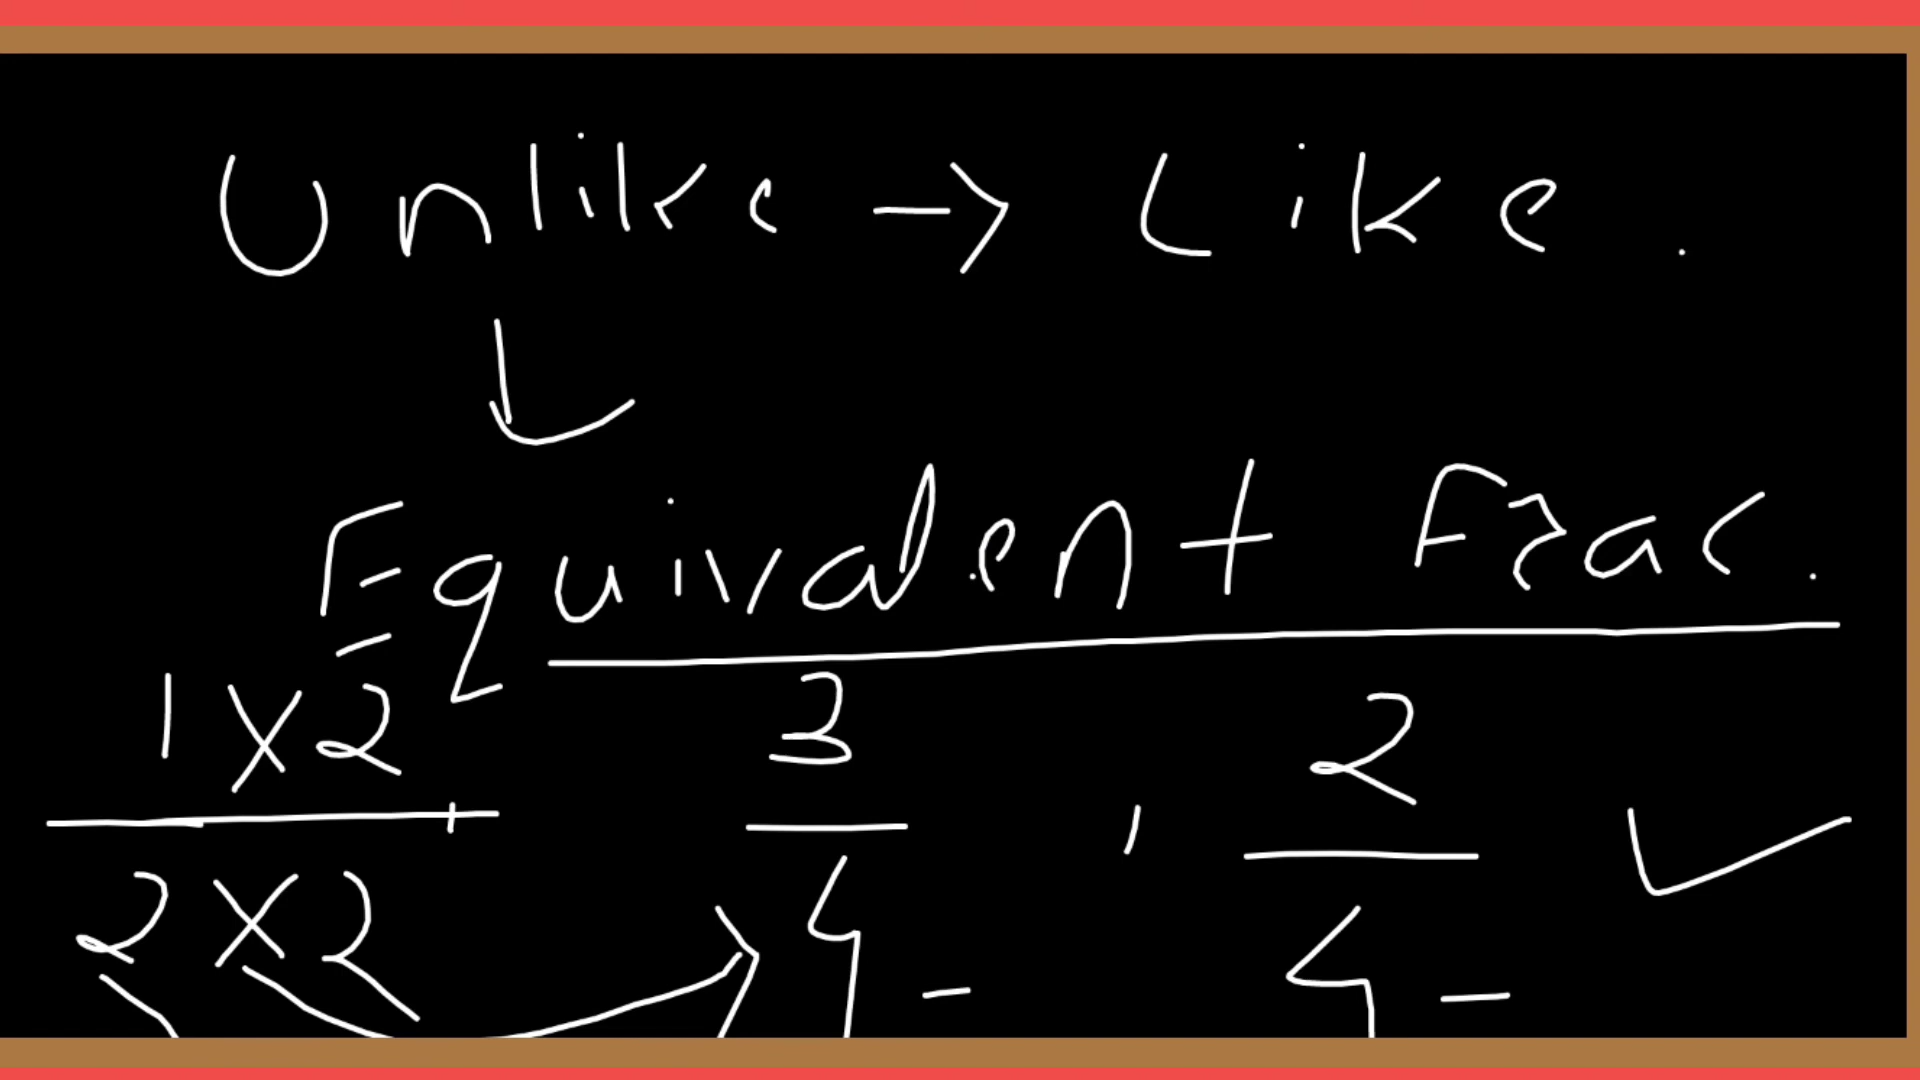 Unlike → Like.
Equivalent Frac.
1 × 2 3 2
2 × 2 , 4 - 4 -